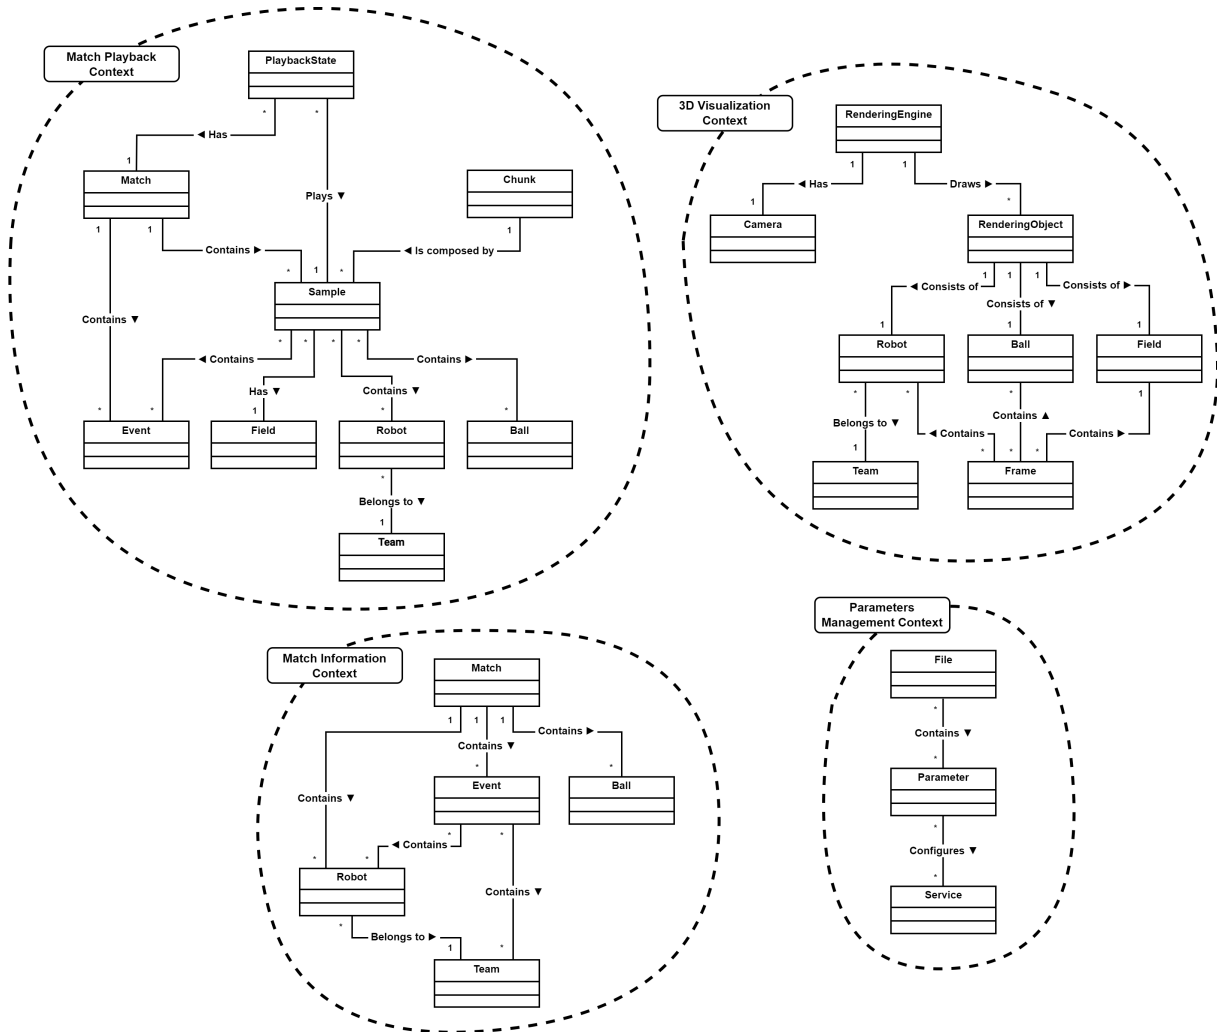 Match Playback
Context
PlaybackState
*
*
◄ Has
1
Match
Chunk
Plays ▼
1
1
1
Contains ►
◄ Is composed by
*
1
*
Sample
Contains ▼
*
*
*
*
◄ Contains
Contains ►
Has ▼
Contains ▼
*
*
1
*
*
Event
Field
Robot
Ball
*
Belongs to ▼
1
Team
3D Visualization
Context
RenderingEngine
1
1
◄ Has
Draws ►
1
*
Camera
RenderingObject
1
1
1
◄ Consists of
Consists of ▼
Consists of ►
1
1
1
Robot
Ball
Field
*
*
*
1
Belongs to ▼
Contains ▲
◄ Contains
Contains ►
1
*
*
*
Team
Frame
Match Information
Context
Match
1
1
1
Contains ►
Contains ▼
*
*
Event
Ball
Contains ▼
*
*
◄ Contains
*
*
Robot
Contains ▼
*
Belongs to ►
1
*
Team
Parameters
Management Context
File
*
Contains ▼
*
Parameter
*
Configures ▼
*
Service